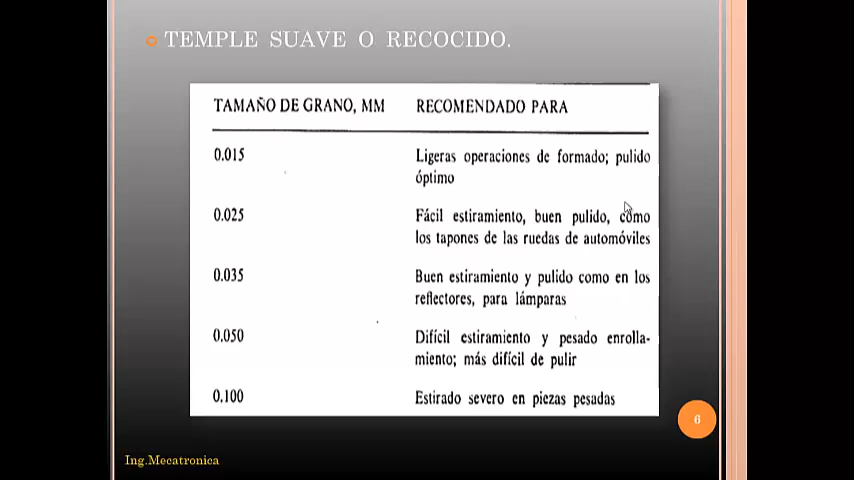 TEMPLE SUAVE O RECOCIDO.
TAMAÑO DE GRANO, MM RECOMENDADO PARA
0.015 Ligeras operaciones de formado; pulido
óptimo
0.025 Fácil estiramiento, buen pulido, como
los tapones de las ruedas de automóviles
0.035 Buen estiramiento y pulido como en los
reflectores, para lámparas
0.050 Difícil estiramiento y pesado enrolla-
miento; más difícil de pulir
0.100 Estirado severo en piezas pesadas
6
Ing.Mecatronica